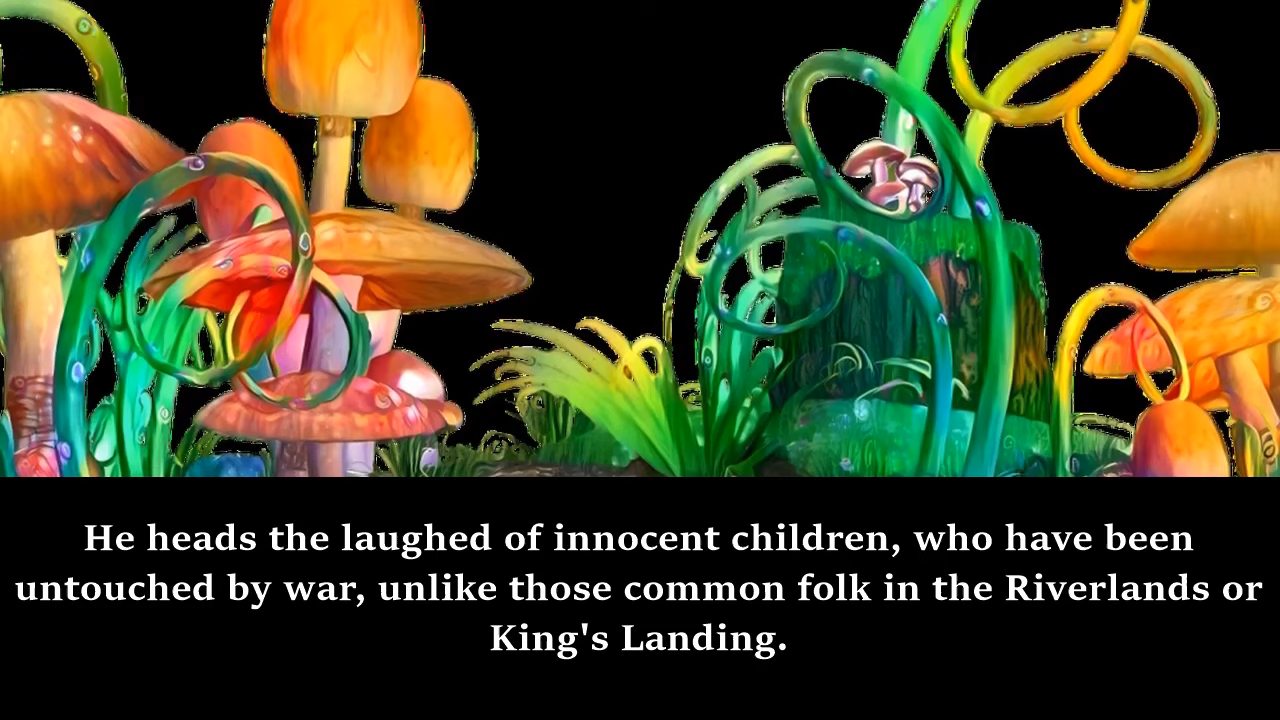 He heads the laughed of innocent children, who have been
untouched by war, unlike those common folk in the Riverlands or
King's Landing.